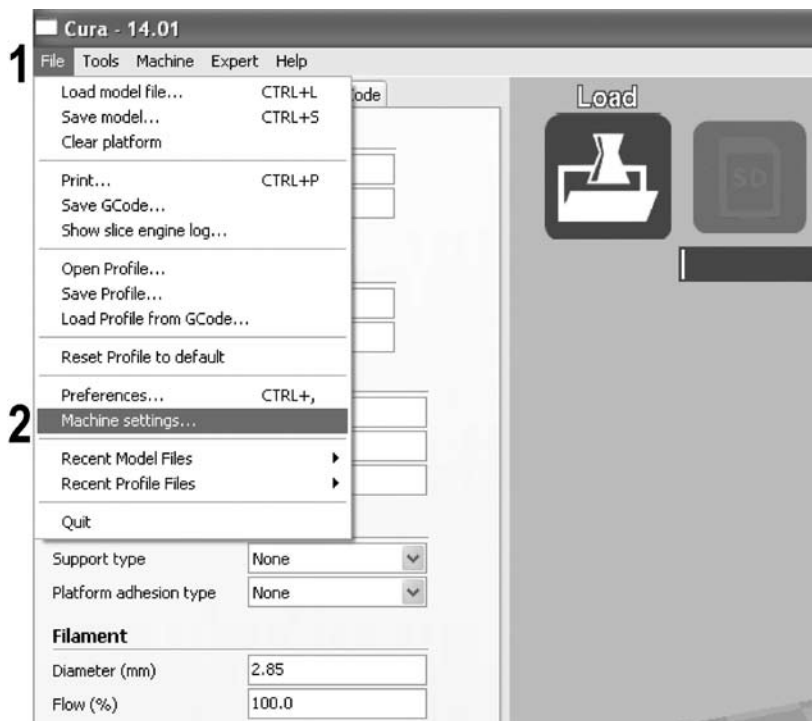 Cura - 14.01
1
File Tools Machine Expert Help
Load model file... CTRL+L
Save model... CTRL+S
Clear platform
Print... CTRL+P
Save GCode...
Show slice engine log...
Open Profile...
Save Profile...
Load Profile from GCode...
Reset Profile to default
Preferences... CTRL+,
2
Machine settings...
Recent Model Files
Recent Profile Files
Quit
Load
SD
Support type None
Platform adhesion type None
Filament
Diameter (mm) 2.85
Flow (%) 100.0